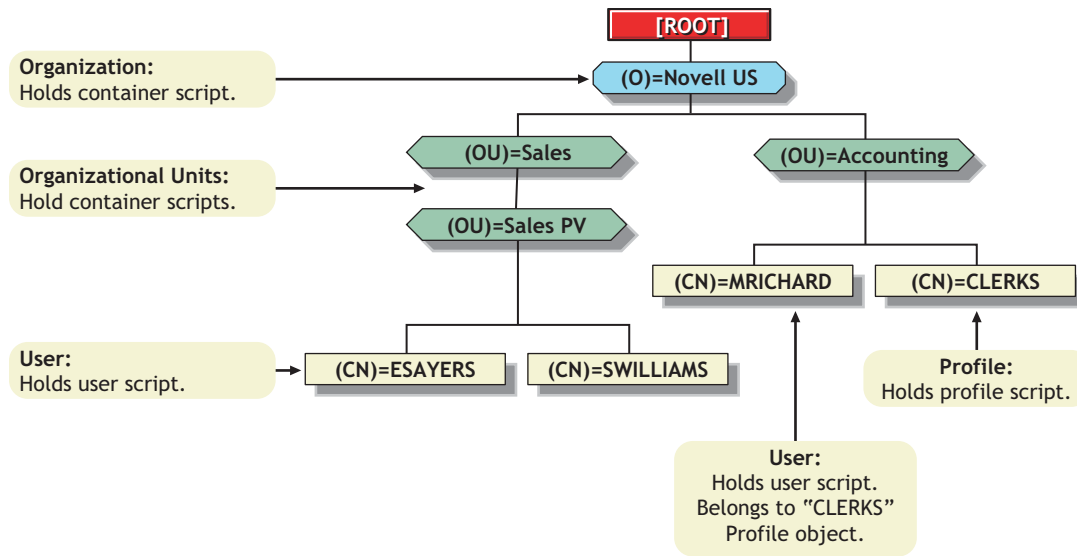 [ROOT]
Organization:
Holds container script.
(O)=Novell US
(OU)=Sales
(OU)=Accounting
Organizational Units:
Hold container scripts.
(OU)=Sales PV
(CN)=MRICHARD
(CN)=CLERKS
User:
Holds user script.
(CN)=ESAYERS
(CN)=SWILLIAMS
Profile:
Holds profile script.
User:
Holds user script.
Belongs to “CLERKS”
Profile object.